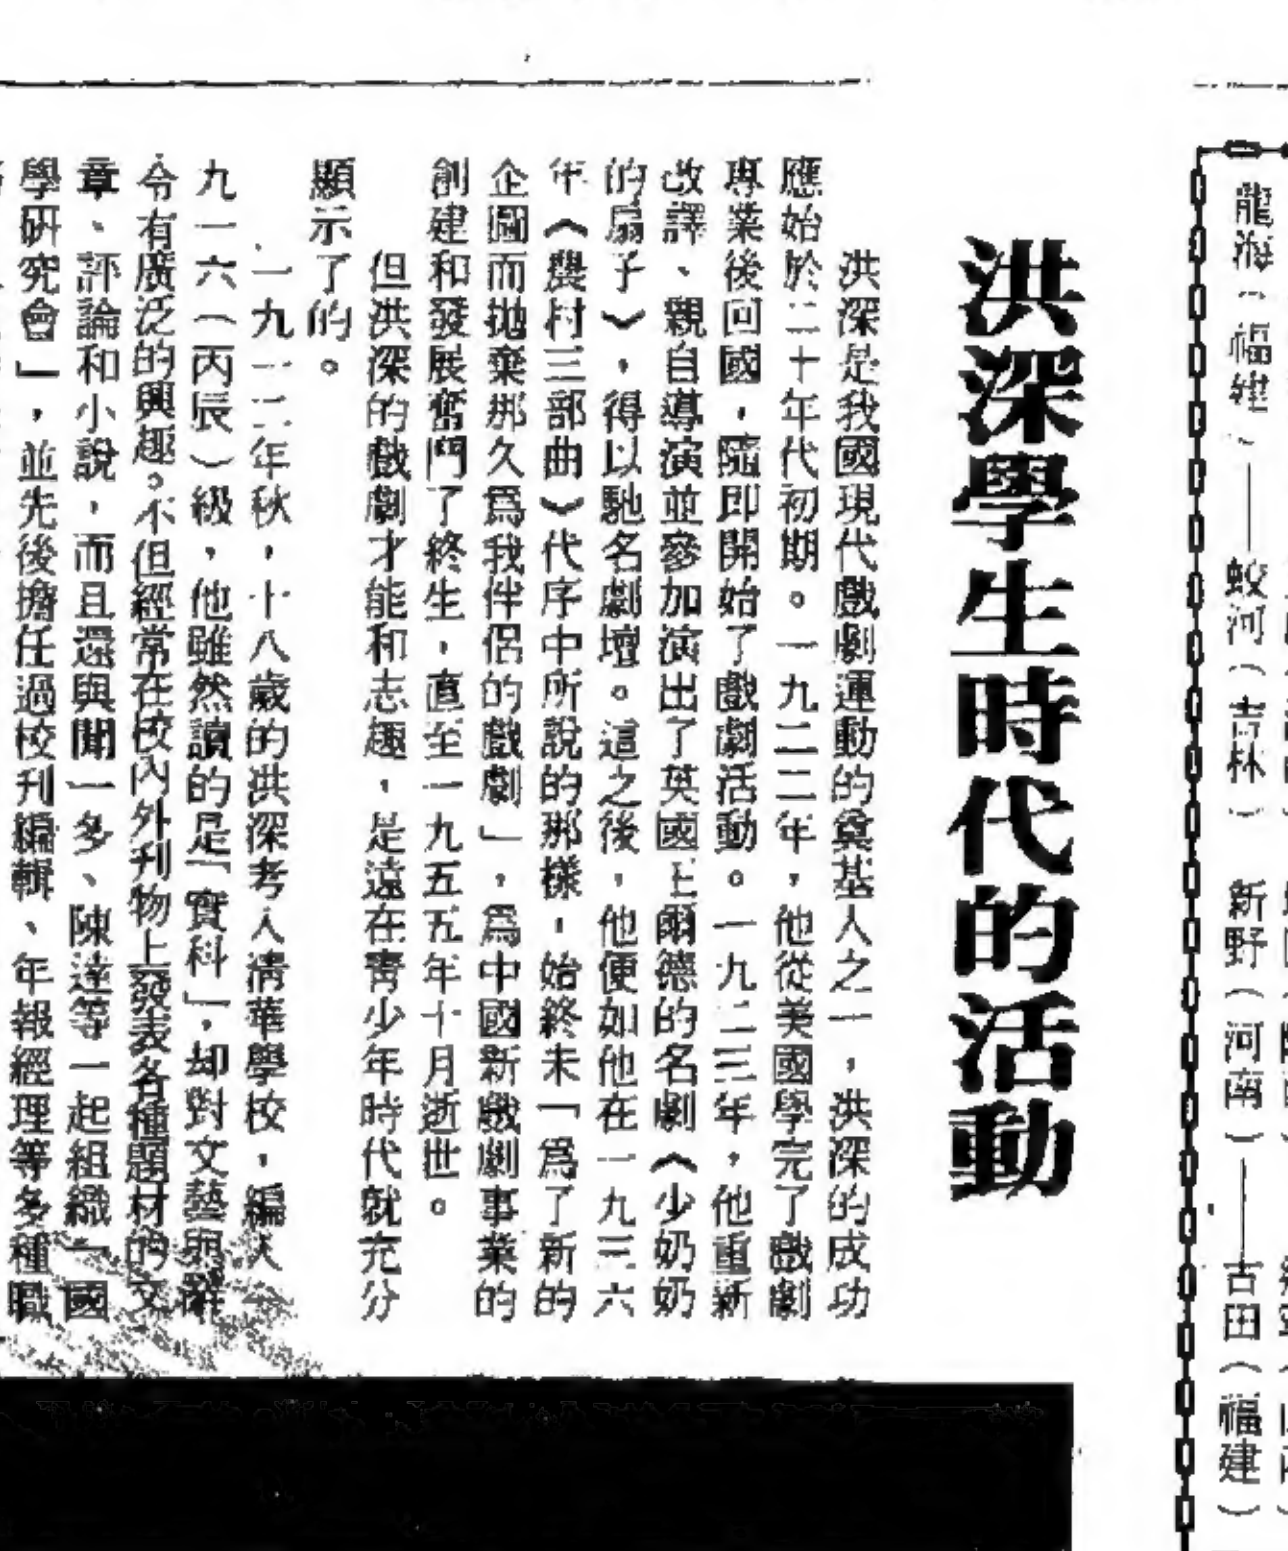 龍海(福建)——蛟河(吉林) 新野(河南)——古田(福建)
洪深學生時代的活動
洪深是我國現代戲劇運動的奠基人之一，洪深的成功
應始於二十年代初期。一九二二年，他從美國學完了戲劇
專業後回國，隨即開始了戲劇活動。一九二三年，他重新
改譯、親自導演並參加演出了英國王爾德的名劇《少奶奶
的扇子》，得以馳名劇壇。這之後，他便如他在一九三六
年《農村三部曲》代序中所說的那樣，始終未「爲了新的
企圖而拋棄那久爲我伴侶的戲劇」，爲中國新戲劇事業的
創建和發展奮鬥了終生，直至一九五五年十月逝世。
但洪深的戲劇才能和志趣，是遠在青少年時代就充分
顯示了的。
一九一二年秋，十八歲的洪深考入清華學校，編入一
九一六(丙辰)級，他雖然讀的是「實科」，却對文藝與
令有廣泛的興趣。不但經常在校內外刊物上發表各種題材的文
章、評論和小說，而且還與聞一多、陳達等一起組織「國
學研究會」，並先後擔任過校刊編輯、年報經理等多種職